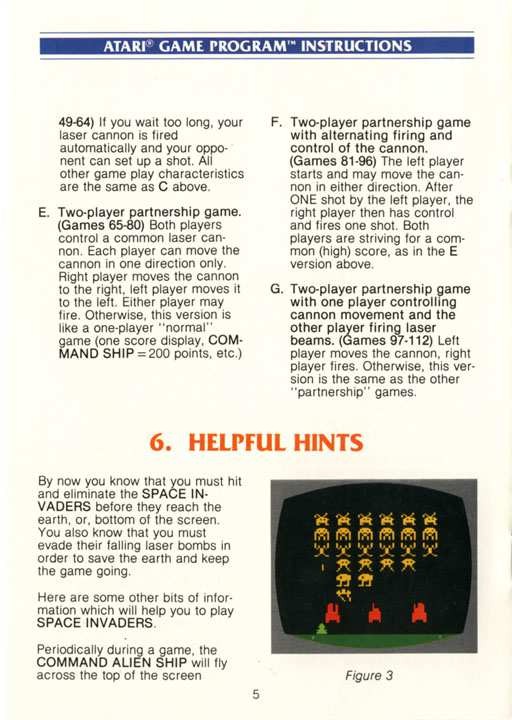 ATARI® GAME PROGRAM™ INSTRUCTIONS
49-64) If you wait too long, your
laser cannon is fired
automatically and your oppo-
nent can set up a shot. All
other game play characteristics
are the same as C above.
E. Two-player partnership game.
(Games 65-80) Both players
control a common laser can-
non. Each player can move the
cannon in one direction only.
Right player moves the cannon
to the right, left player moves it
to the left. Either player may
fire. Otherwise, this version is
like a one-player "normal"
game (one score display, COM-
MAND SHIP = 200 points, etc.)
F. Two-player partnership game
with alternating firing and
control of the cannon.
(Games 81-96) The left player
starts and may move the can-
non in either direction. After
ONE shot by the left player, the
right player then has control
and fires one shot. Both
players are striving for a com-
mon (high) score, as in the E
version above.
G. Two-player partnership game
with one player controlling
cannon movement and the
other player firing laser
beams. (Games 97-112) Left
player moves the cannon, right
player fires. Otherwise, this ver-
sion is the same as the other
"partnership" games.
6. HELPFUL HINTS
By now you know that you must hit
and eliminate the SPACE IN-
VADERS before they reach the
earth, or, bottom of the screen.
You also know that you must
evade their falling laser bombs in
order to save the earth and keep
the game going.
Here are some other bits of infor-
mation which will help you to play
SPACE INVADERS.
Periodically during a game, the
COMMAND ALIEN SHIP will fly
across the top of the screen
Figure 3
5